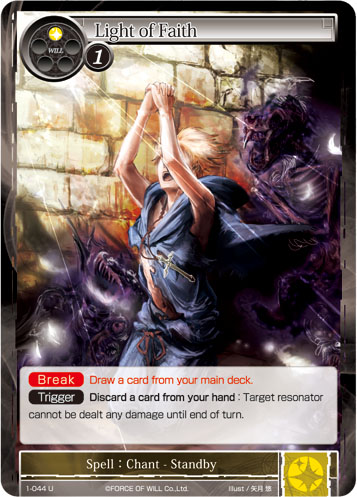 Light of Faith
WILL
1
Break Draw a card from your main deck.
Trigger Discard a card from your hand : Target resonator
cannot be dealt any damage until end of turn.
Spell : Chant - Standby
1-044 U ©FORCE OF WILL Co.,Ltd. Illust / 矢月 悠